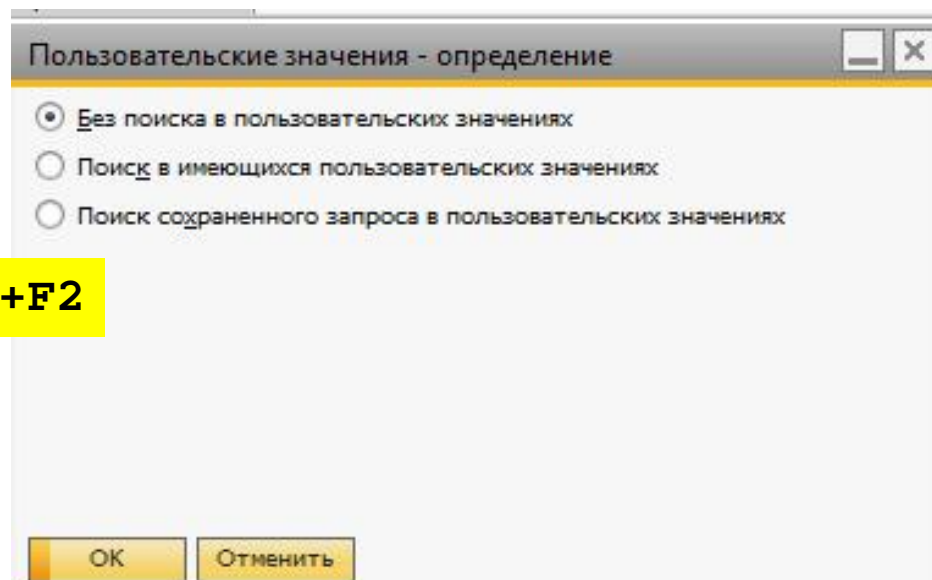 Пользовательские значения - определение
Без поиска в пользовательских значениях
Поиск в имеющихся пользовательских значениях
Поиск сохраненного запроса в пользовательских значениях
+F2
OK
Отменить